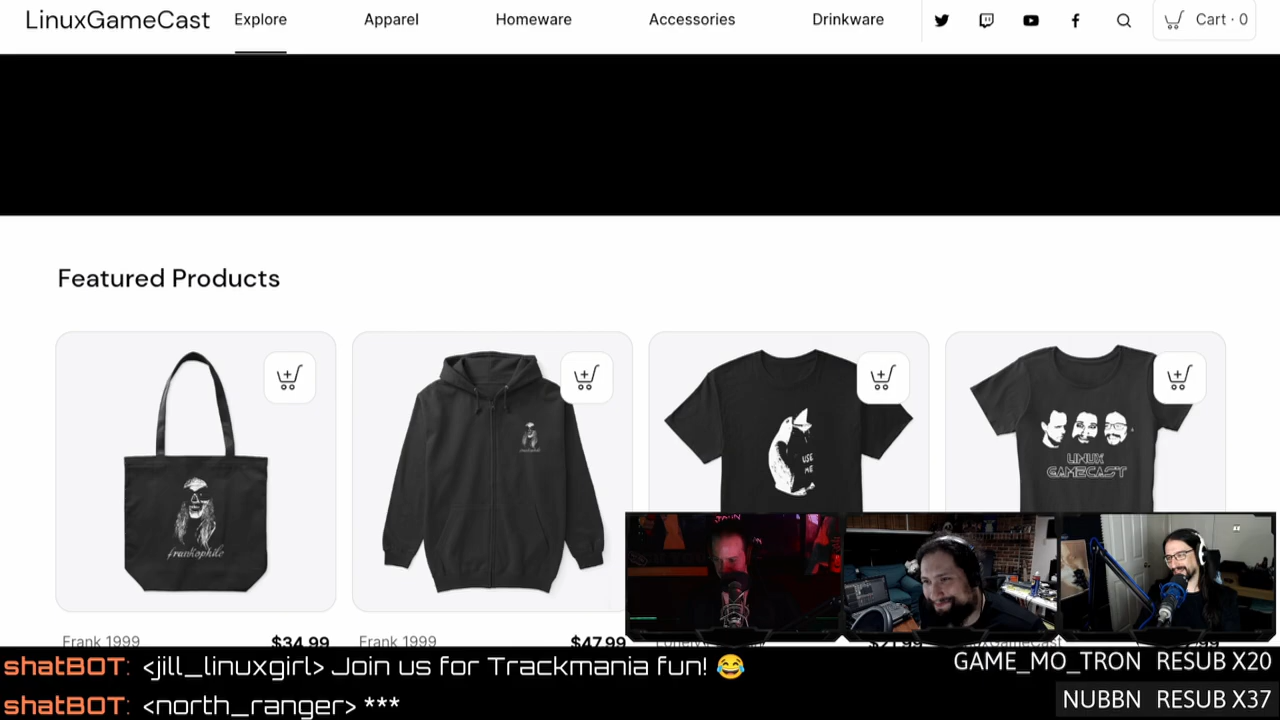 LinuxGameCast Explore Apparel Homeware Accessories Drinkware Cart · 0
Featured Products
frankophile
USE
ME
LINUX
GAMECAST
Frank 1999 $34.99 Frank 1999 $47.99
shatBOT: <jill_linuxgirl> Join us for Trackmania fun! 😂
GAME_MO_TRON RESUB X20
shatBOT: <north_ranger> ***
NUBBN RESUB X37